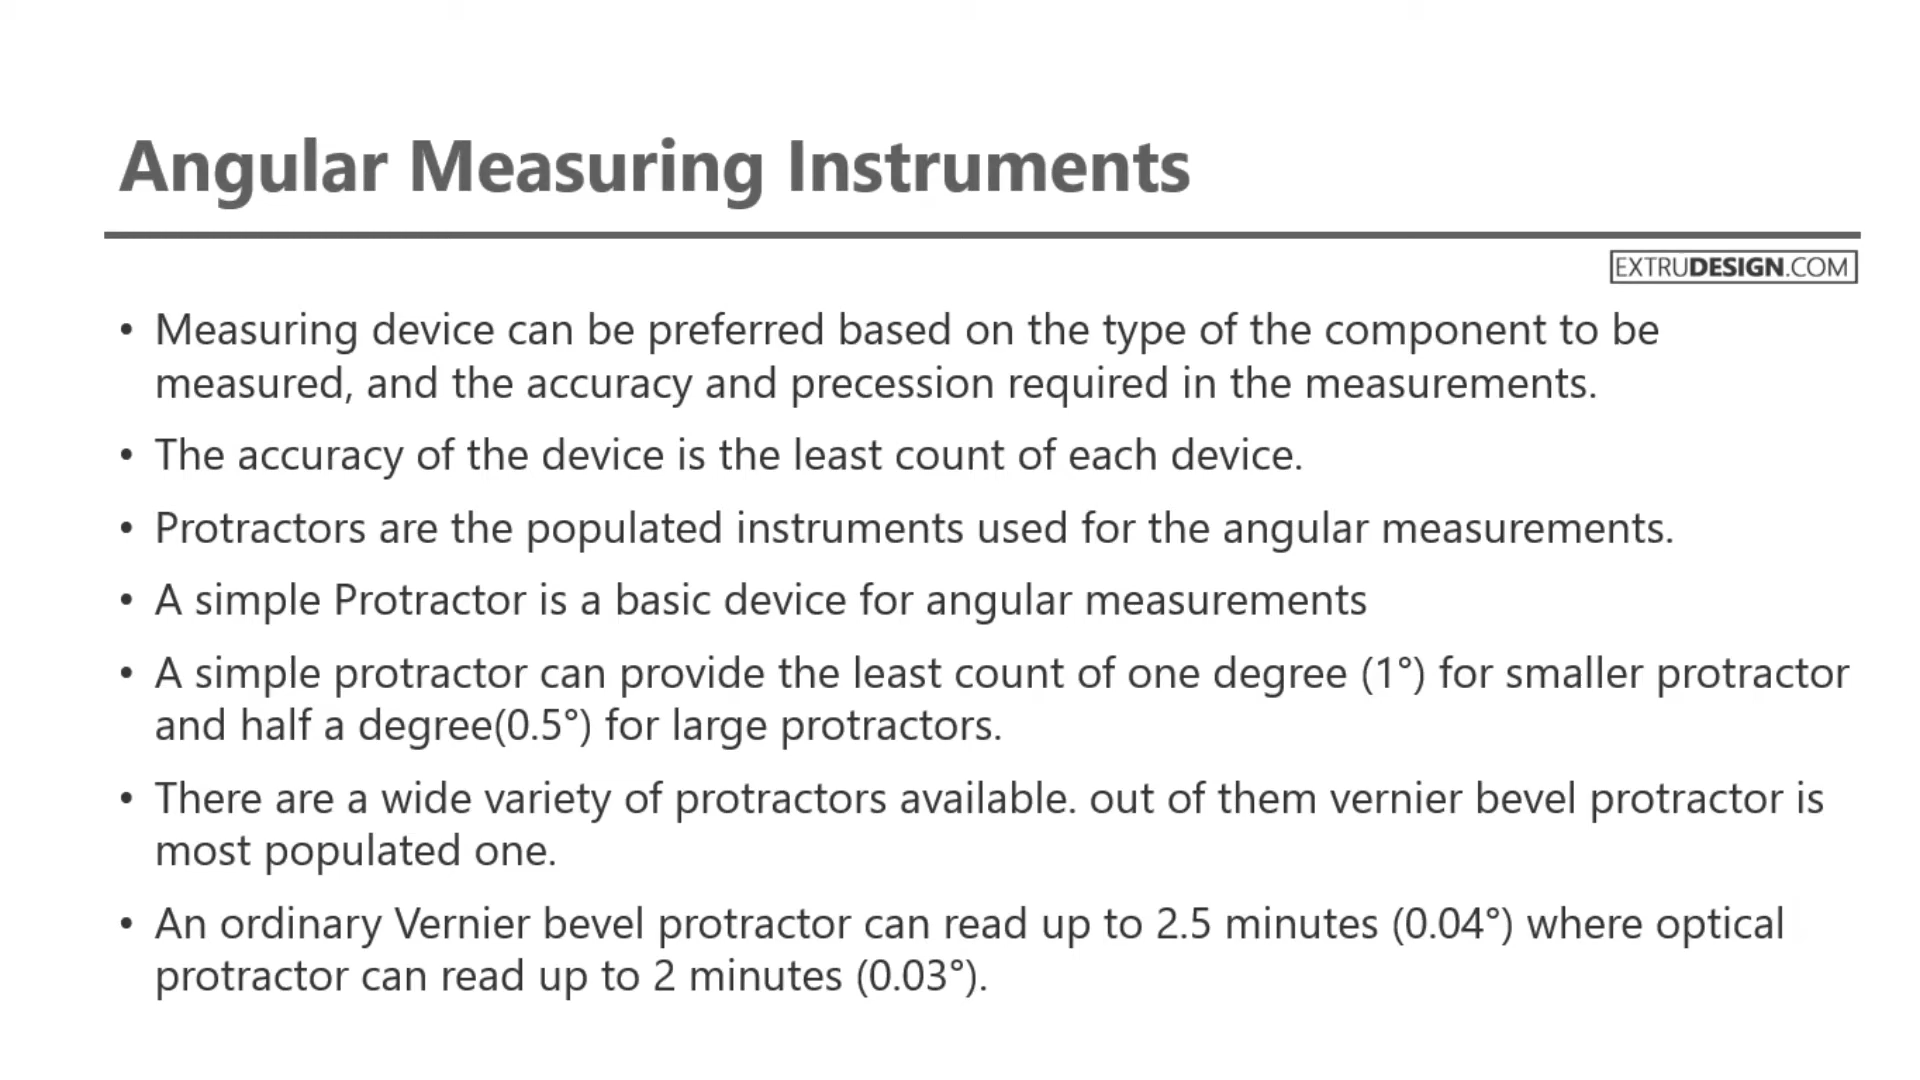 Angular Measuring Instruments
EXTRUDESIGN.COM
• Measuring device can be preferred based on the type of the component to be
measured, and the accuracy and precession required in the measurements.
• The accuracy of the device is the least count of each device.
• Protractors are the populated instruments used for the angular measurements.
• A simple Protractor is a basic device for angular measurements
• A simple protractor can provide the least count of one degree (1°) for smaller protractor
and half a degree(0.5°) for large protractors.
• There are a wide variety of protractors available. out of them vernier bevel protractor is
most populated one.
• An ordinary Vernier bevel protractor can read up to 2.5 minutes (0.04°) where optical
protractor can read up to 2 minutes (0.03°).